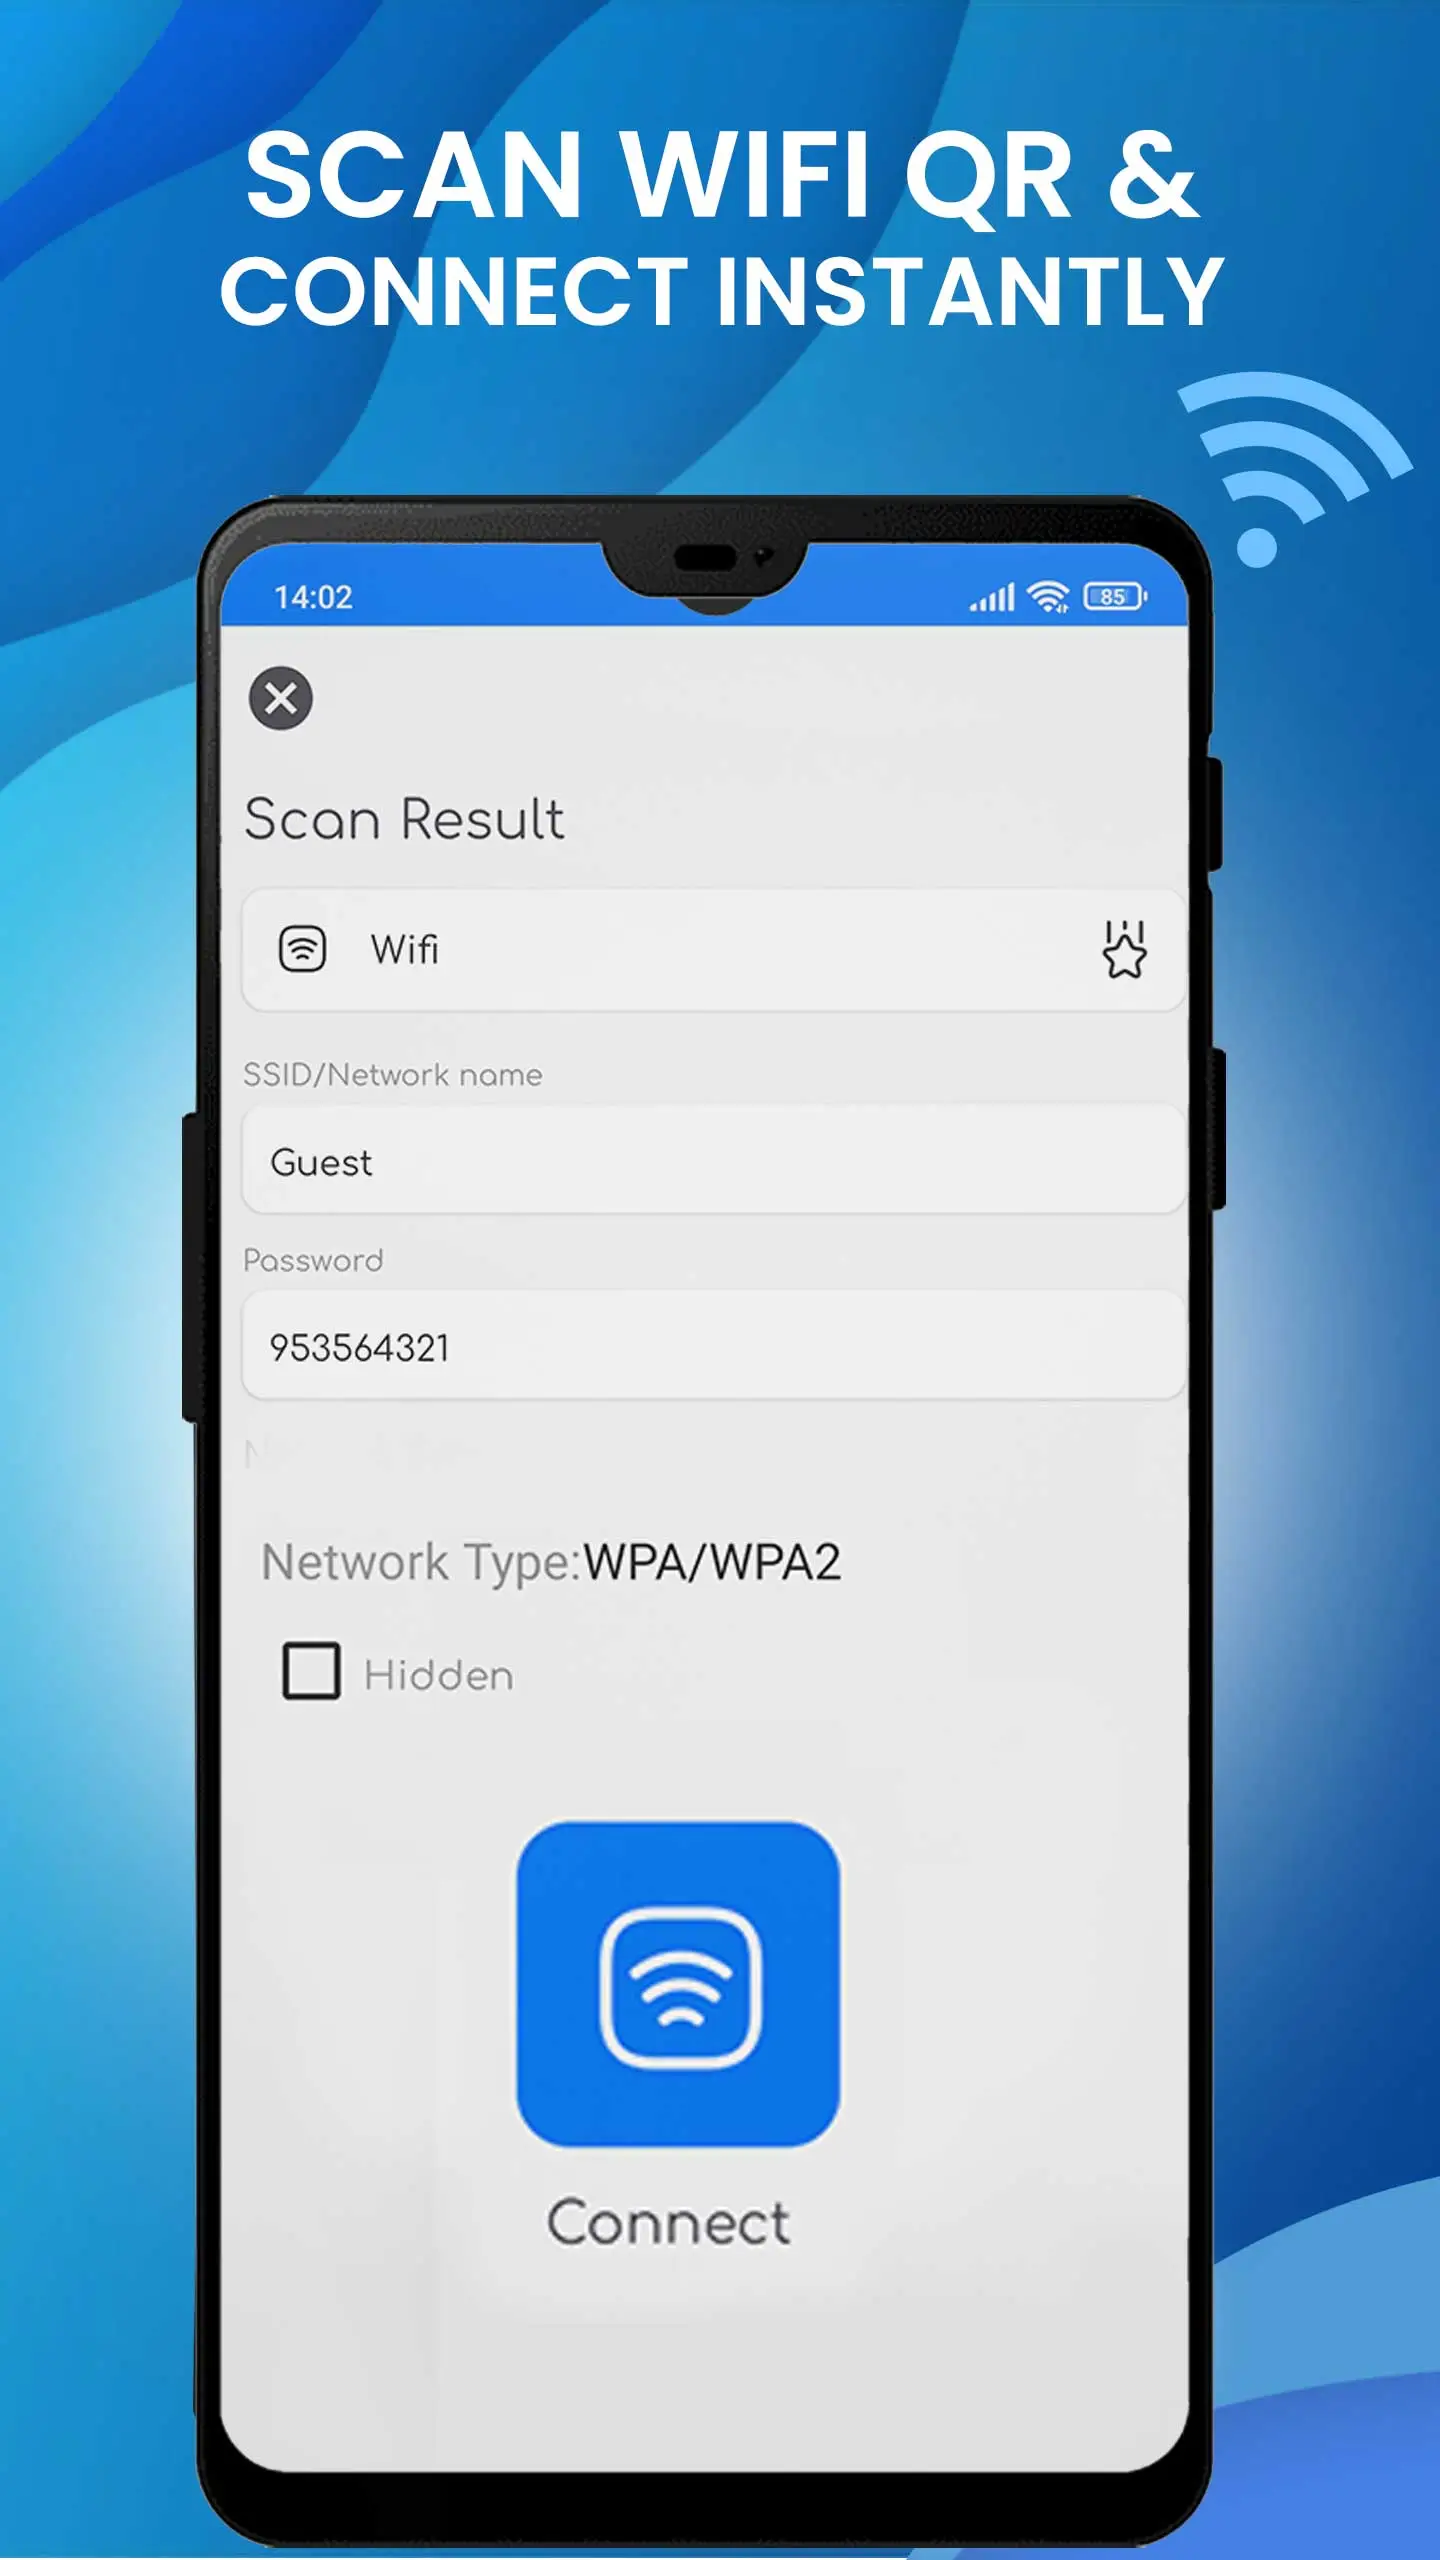 SCAN WIFI QR &
CONNECT INSTANTLY
14:02
85
Scan Result
Wifi
SSID/Network name
Guest
Password
953564321
Network Type:WPA/WPA2
Hidden
Connect